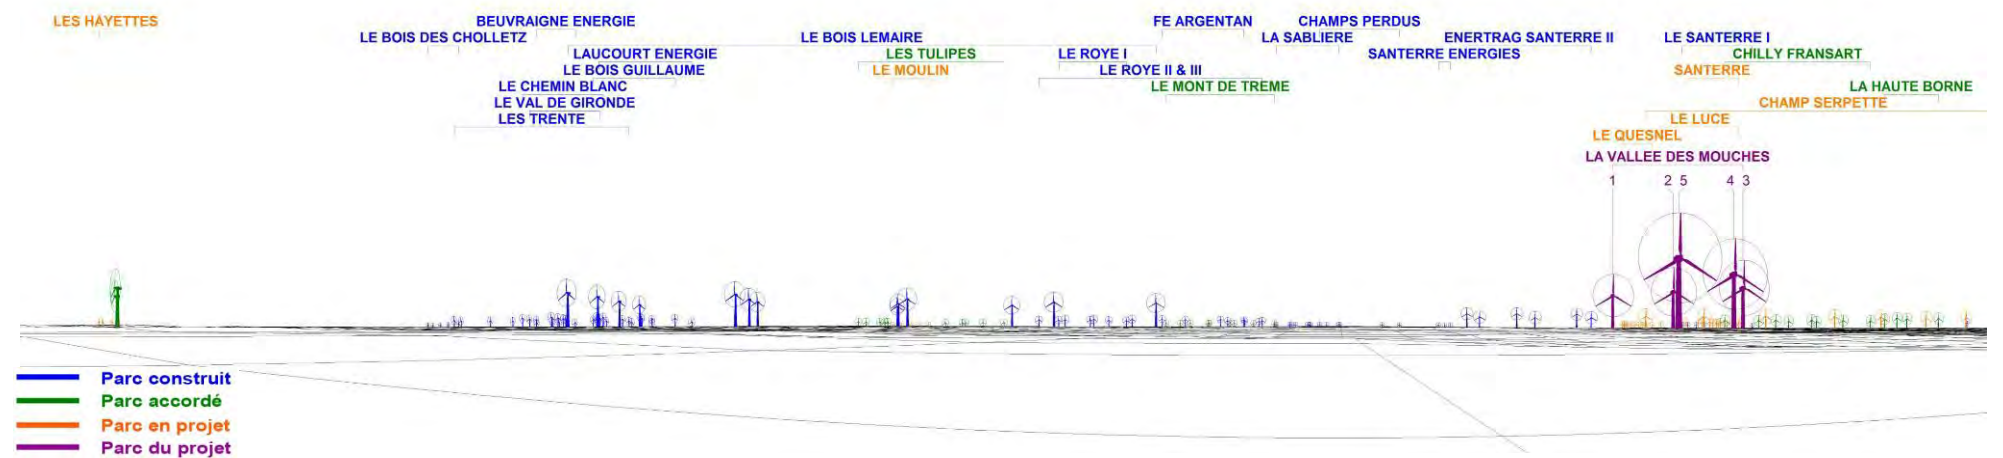 LES HAYETTES
BEUVRAIGNE ENERGIE
FE ARGENTAN
CHAMPS PERDUS
LE BOIS DES CHOLLETZ
LE BOIS LEMAIRE
LA SABLIERE
ENERTRAG SANTERRE II
LE SANTERRE I
LAUCOURT ENERGIE
LES TULIPES
LE ROYE I
SANTERRE ENERGIES
CHILLY FRANSART
LE BOIS GUILLAUME
LE MOULIN
LE ROYE II & III
SANTERRE
LE CHEMIN BLANC
LE MONT DE TREME
LA HAUTE BORNE
LE VAL DE GIRONDE
CHAMP SERPETTE
LES TRENTE
LE LUCE
LE QUESNEL
LA VALLEE DES MOUCHES
1 2 5 4 3
Parc construit
Parc accordé
Parc en projet
Parc du projet